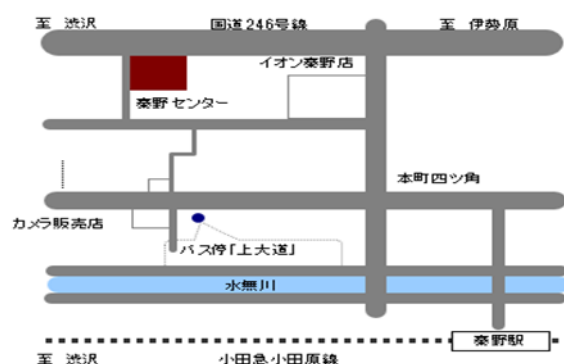 至 渋沢
国道246号線
至 伊勢原
イオン秦野店
秦野センター
本町四ツ角
カメラ販売店
バス停「上大道」
水無川
秦野駅
至 渋沢
小田急小田原線